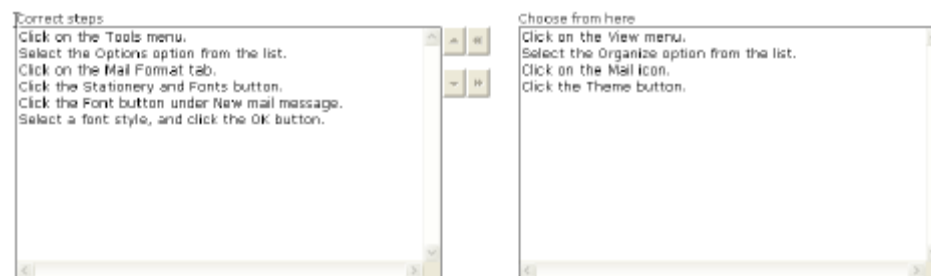 Correct steps
Click on the Tools menu.
Select the Options option from the list.
Click on the Mail Format tab.
Click the Stationery and Fonts button.
Click the Font button under New mail message.
Select a font style, and click the OK button.
Choose from here
Click on the View menu.
Select the Organize option from the list.
Click on the Mail icon.
Click the Theme button.